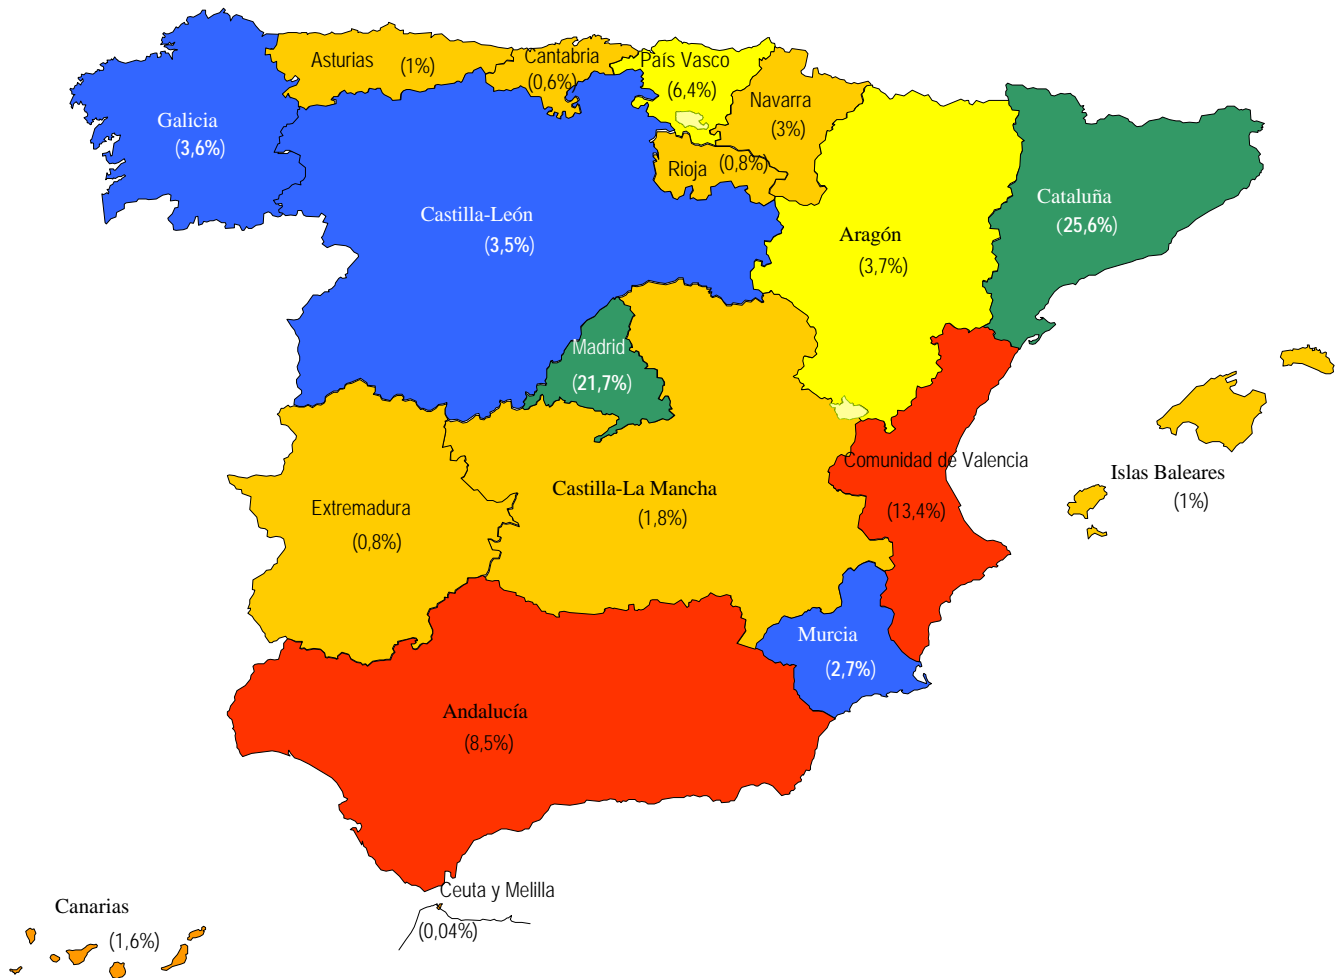 Asturias (1%)
Cantabria
(0,6%)
País Vasco
(6,4%)
Navarra
(3%)
Galicia
(3,6%)
Rioja (0,8%)
Cataluña
(25,6%)
Castilla-León
(3,5%)
Aragón
(3,7%)
Madrid
(21,7%)
Comunidad de Valencia
(13,4%)
Islas Baleares
(1%)
Castilla-La Mancha
(1,8%)
Extremadura
(0,8%)
Murcia
(2,7%)
Andalucía
(8,5%)
Ceuta y Melilla
(0,04%)
Canarias
(1,6%)